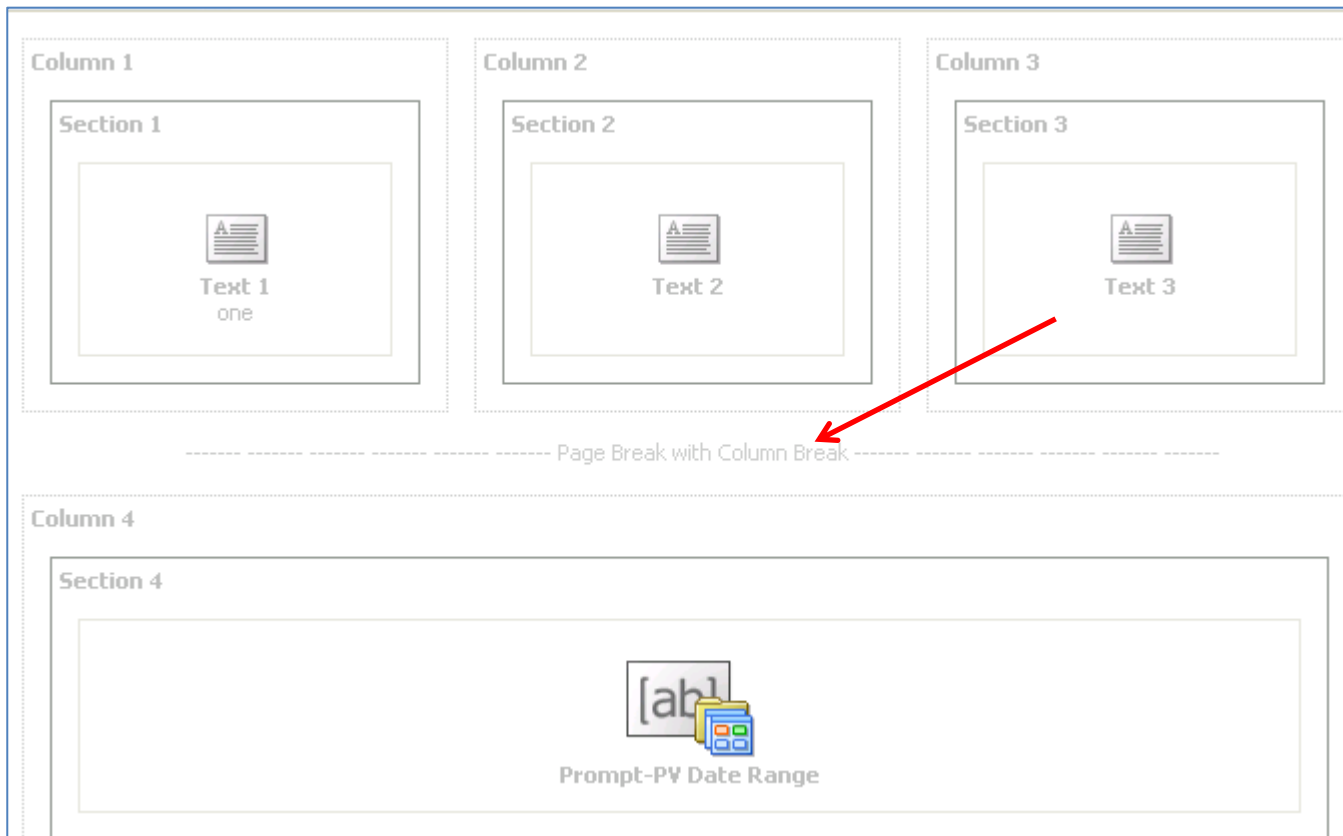 Column 1
Column 2
Column 3
Section 1
Section 2
Section 3
Text 1
one
Text 2
Text 3
------- ------- ------- ------- ------- ------- Page Break with Column Break ------- ------- ------- ------- ------- -------
Column 4
Section 4
[ab]
Prompt-PV Date Range